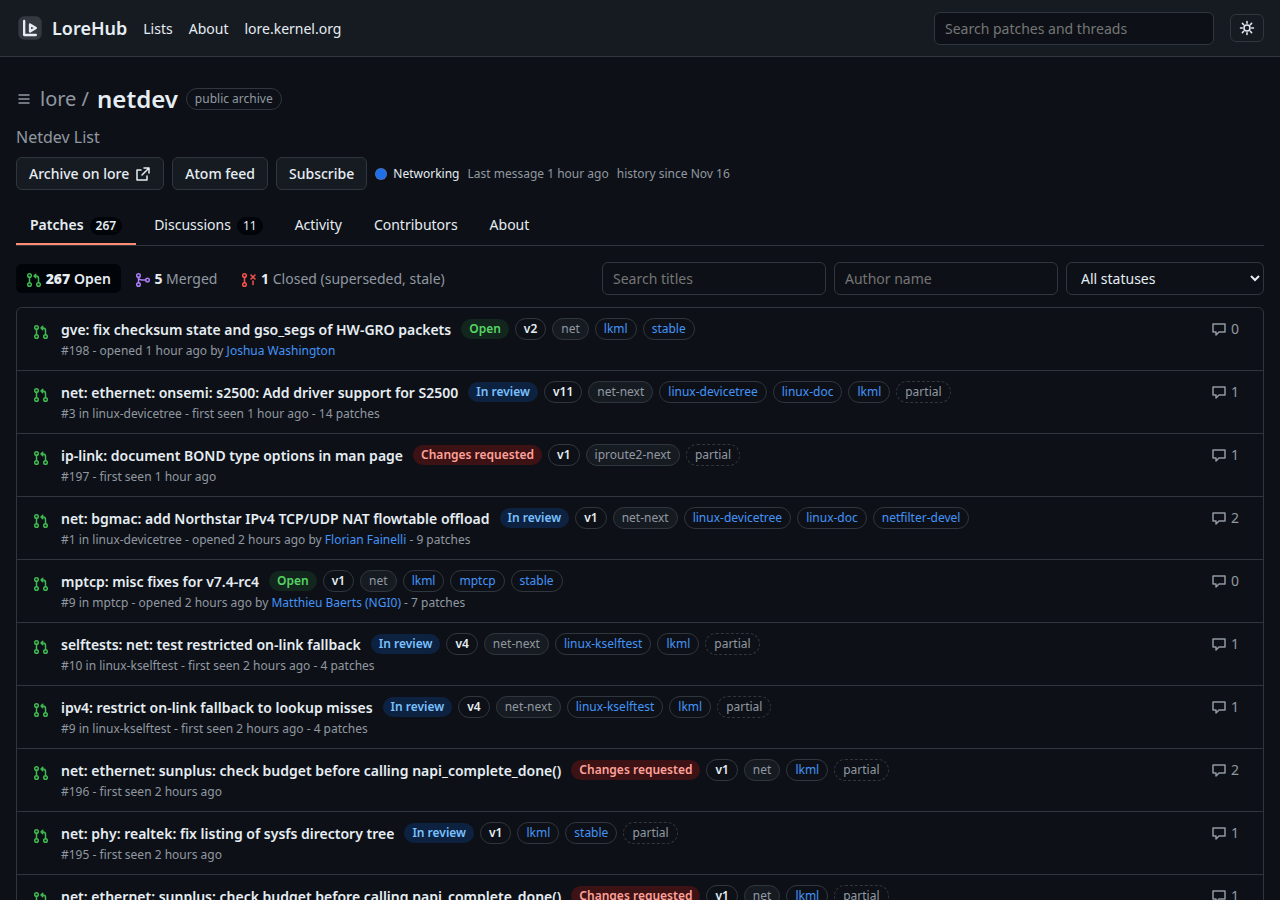 LoreHub Lists About lore.kernel.org Search patches and threads
lore / netdev public archive
Netdev List
Archive on lore Atom feed Subscribe Networking Last message 1 hour ago history since Nov 16
Patches 267 Discussions 11 Activity Contributors About
267 Open 5 Merged 1 Closed (superseded, stale) Search titles Author name All statuses
gve: fix checksum state and gso_segs of HW-GRO packets Open v2 net lkml stable 0
#198 - opened 1 hour ago by Joshua Washington
net: ethernet: onsemi: s2500: Add driver support for S2500 In review v11 net-next linux-devicetree linux-doc lkml partial 1
#3 in linux-devicetree - first seen 1 hour ago - 14 patches
ip-link: document BOND type options in man page Changes requested v1 iproute2-next partial 1
#197 - first seen 1 hour ago
net: bgmac: add Northstar IPv4 TCP/UDP NAT flowtable offload In review v1 net-next linux-devicetree linux-doc netfilter-devel 2
#1 in linux-devicetree - opened 2 hours ago by Florian Fainelli - 9 patches
mptcp: misc fixes for v7.4-rc4 Open v1 net lkml mptcp stable 0
#9 in mptcp - opened 2 hours ago by Matthieu Baerts (NGI0) - 7 patches
selftests: net: test restricted on-link fallback In review v4 net-next linux-kselftest lkml partial 1
#10 in linux-kselftest - first seen 2 hours ago - 4 patches
ipv4: restrict on-link fallback to lookup misses In review v4 net-next linux-kselftest lkml partial 1
#9 in linux-kselftest - first seen 2 hours ago - 4 patches
net: ethernet: sunplus: check budget before calling napi_complete_done() Changes requested v1 net lkml partial 2
#196 - first seen 2 hours ago
net: phy: realtek: fix listing of sysfs directory tree In review v1 lkml stable partial 1
#195 - first seen 2 hours ago
net: ethernet: sunplus: check budget before calling napi_complete_done() Changes requested v1 net lkml partial 1